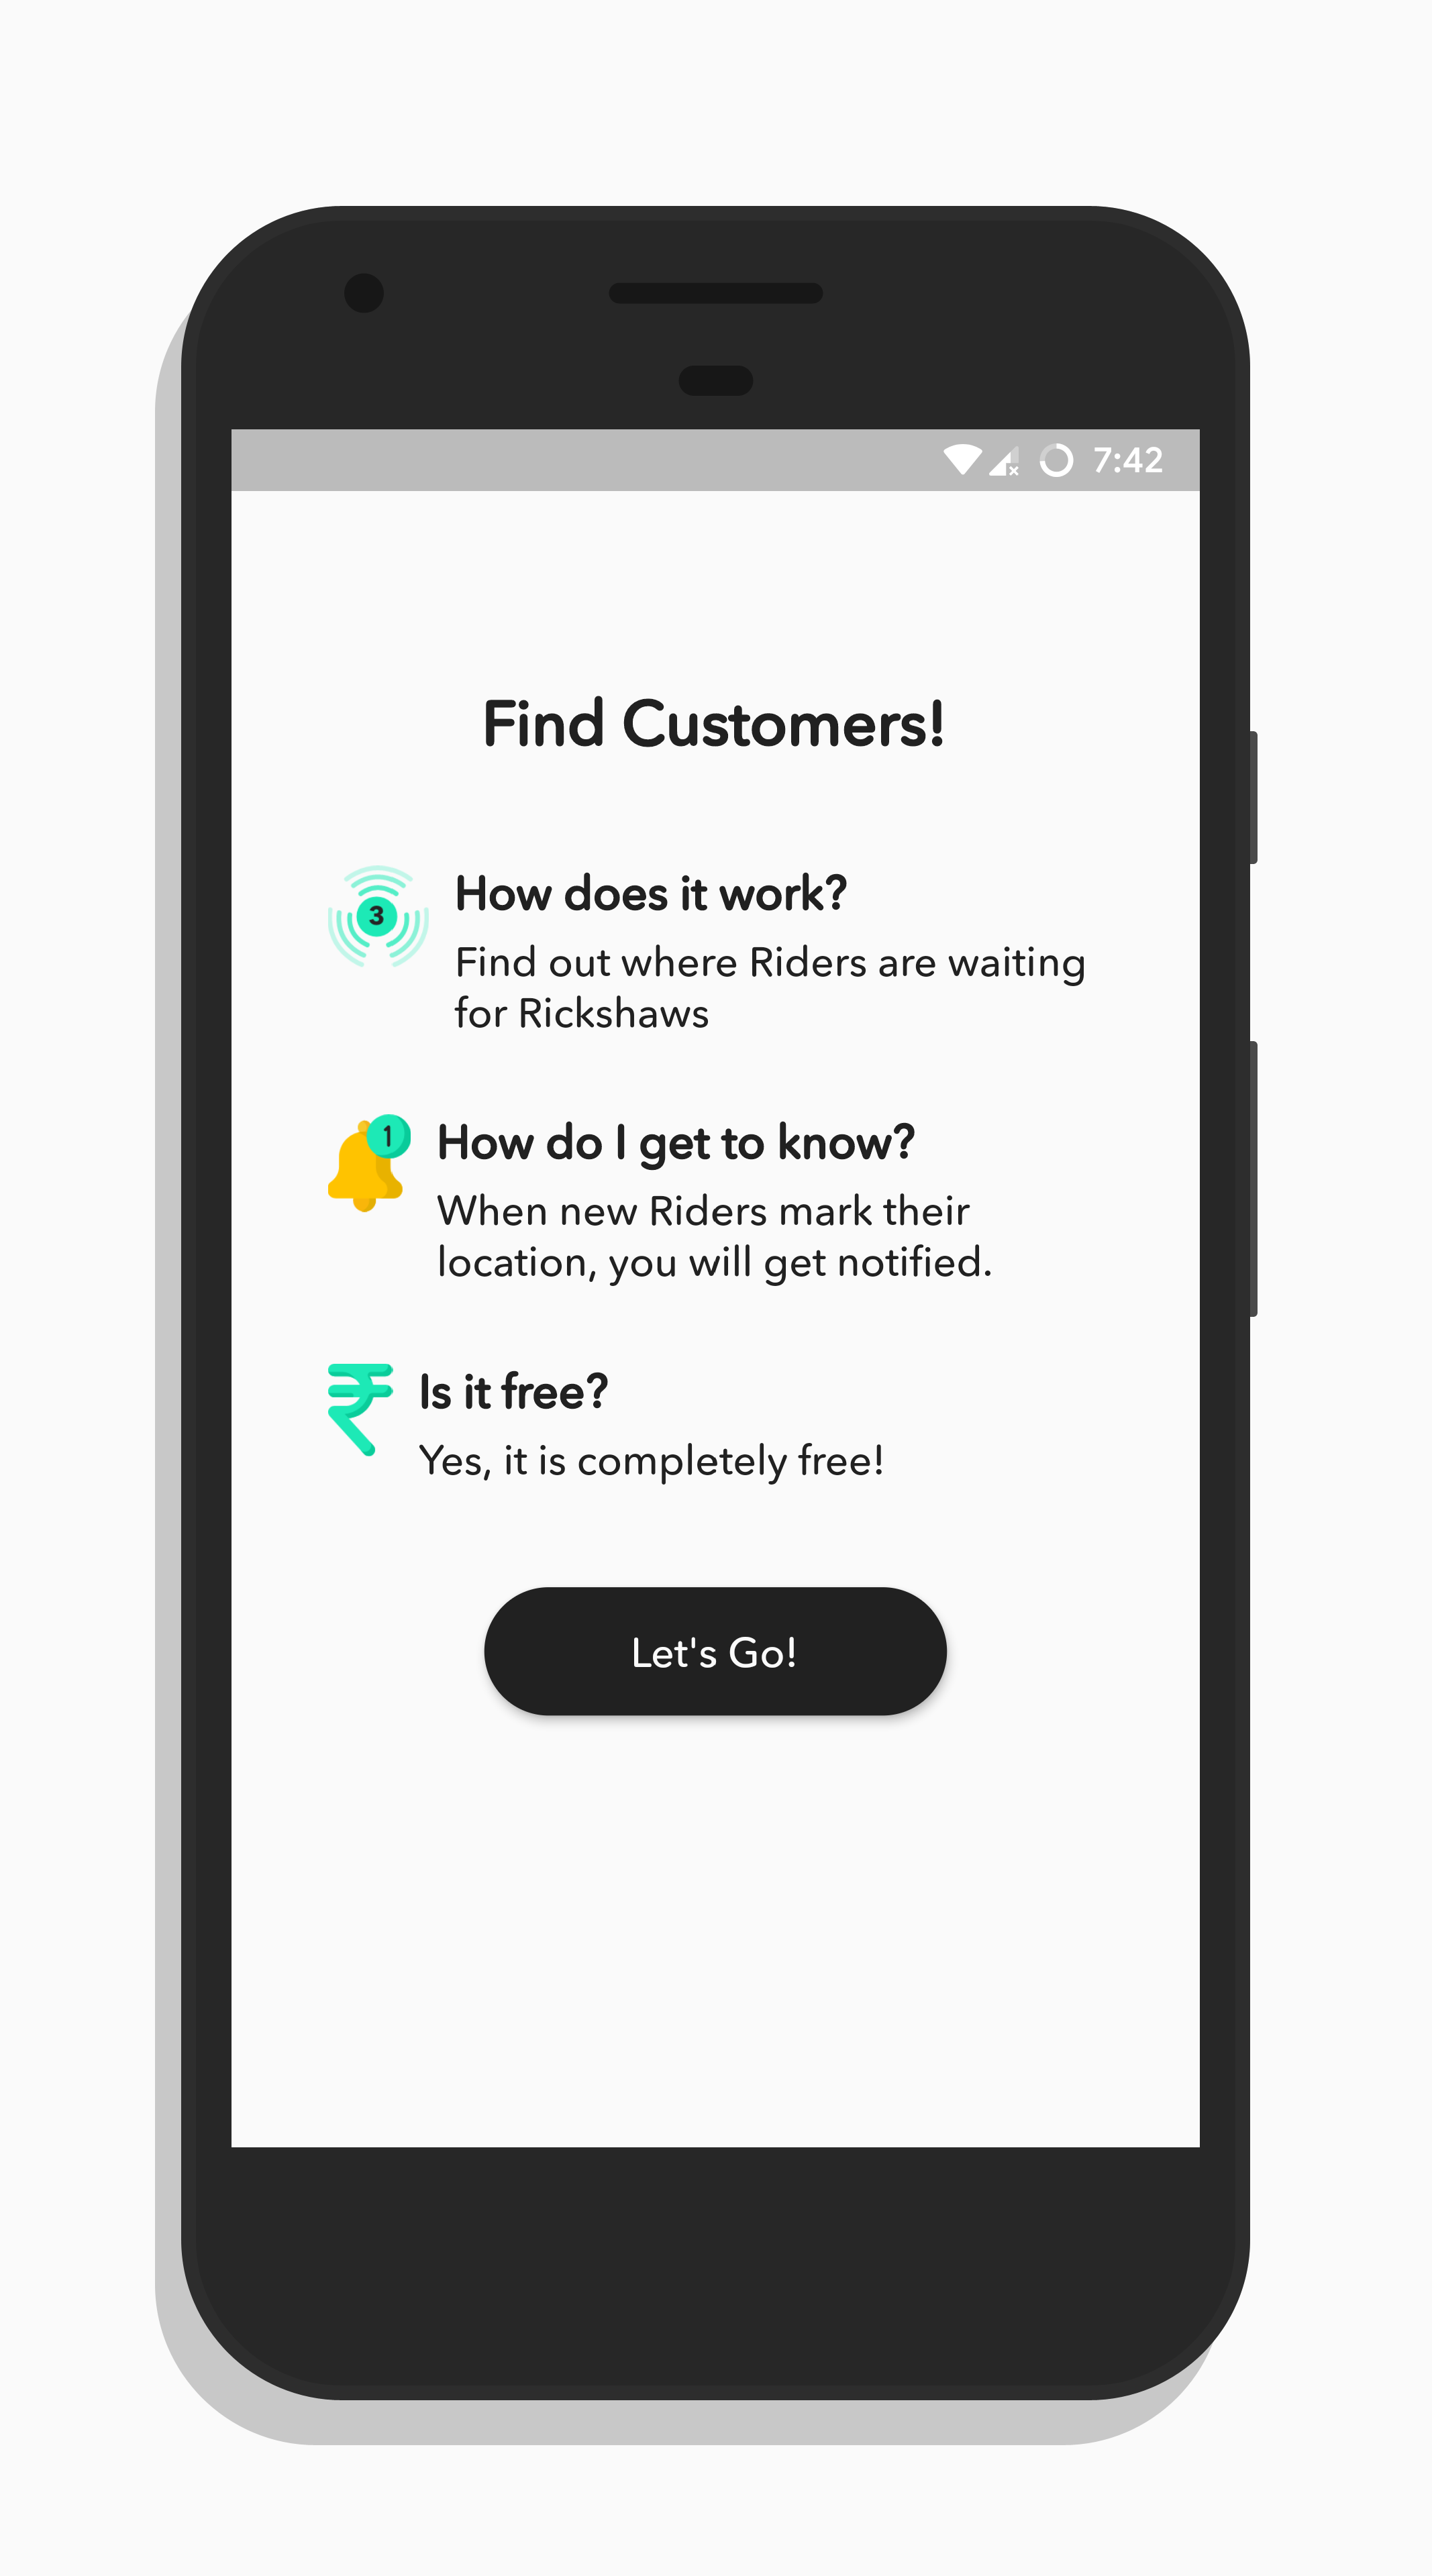 7:42
Find Customers!
3
How does it work?
Find out where Riders are waiting
for Rickshaws
1
How do I get to know?
When new Riders mark their
location, you will get notified.
₹
Is it free?
Yes, it is completely free!
Let's Go!